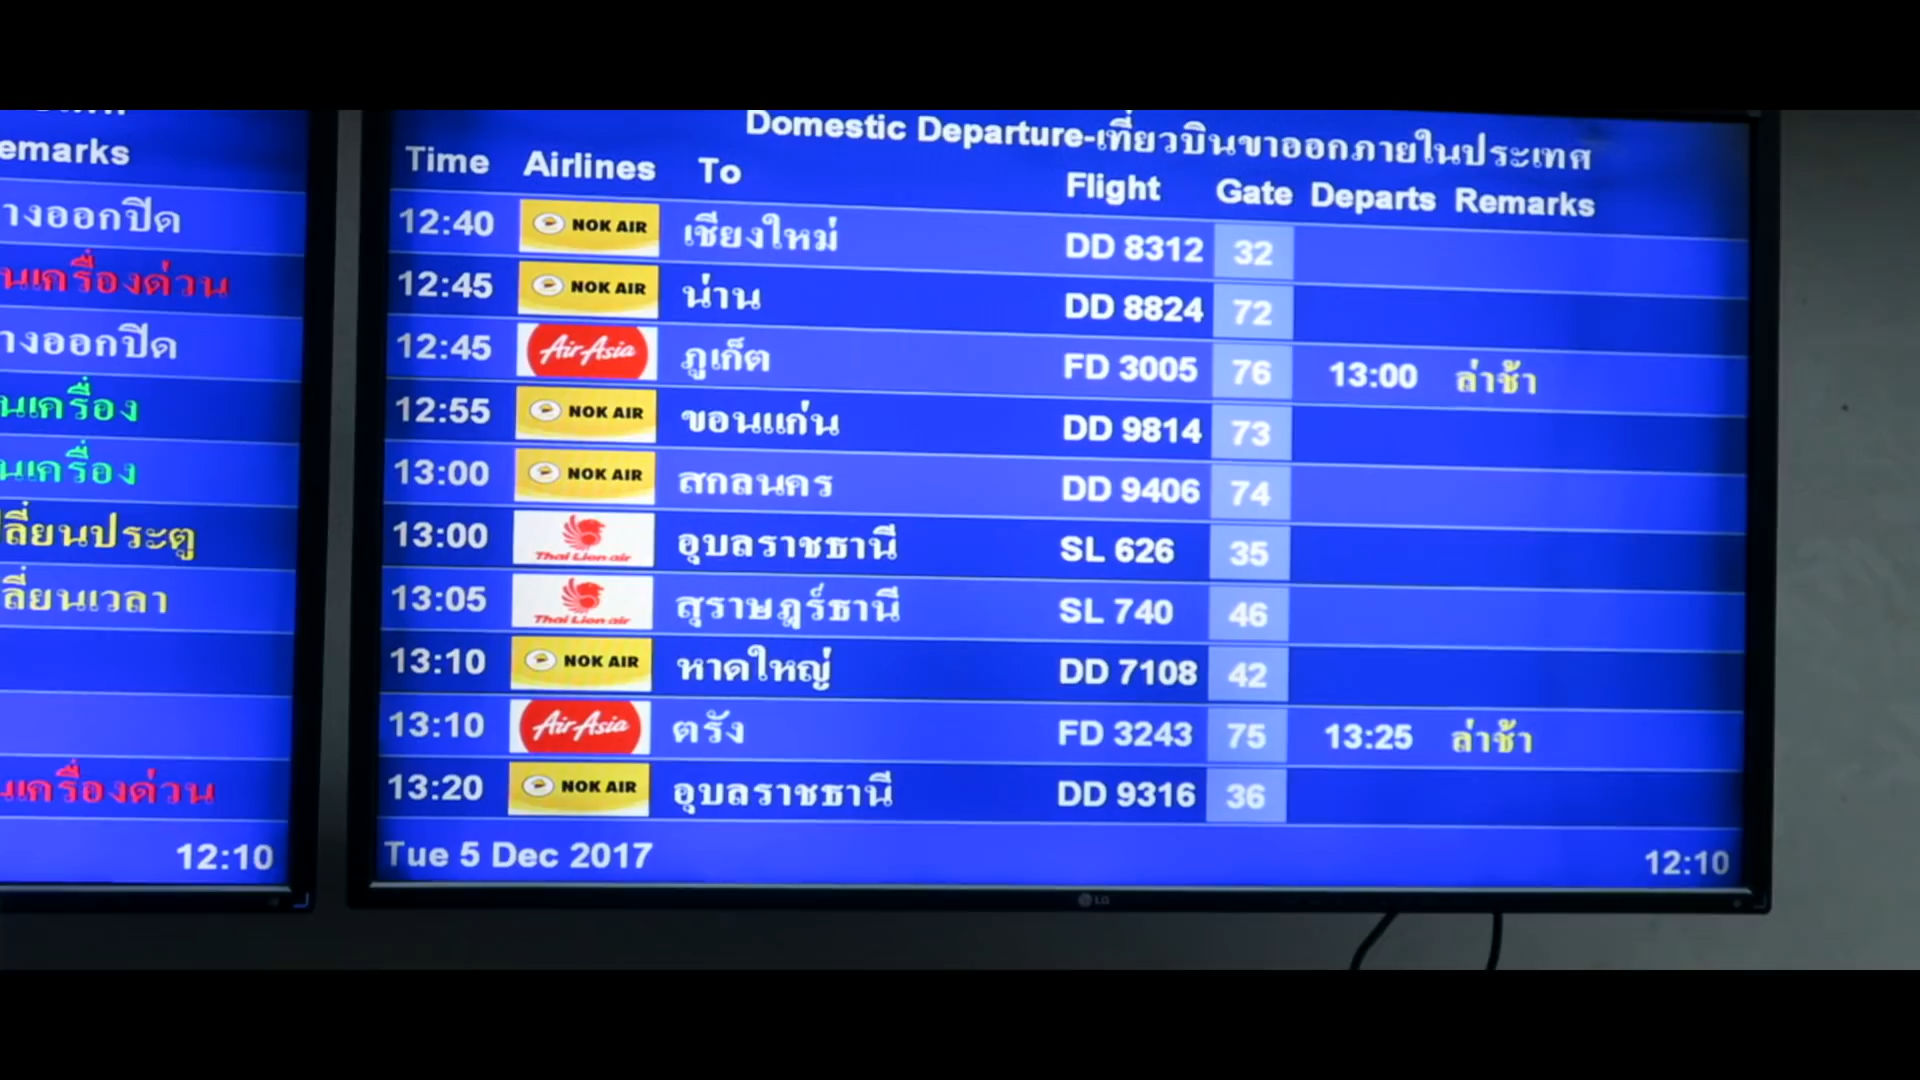 emarks
างออกปิด
นเครื่องด่วน
างออกปิด
นเครื่อง
นเครื่อง
ลี่ยนประตู
ลี่ยนเวลา
นเครื่องด่วน
12:10
Domestic Departure-เที่ยวบินขาออกภายในประเทศ
Time Airlines To Flight Gate Departs Remarks
12:40 NOK AIR เชียงใหม่ DD 8312 32
12:45 NOK AIR น่าน DD 8824 72
12:45 AirAsia ภูเก็ต FD 3005 76 13:00 ล่าช้า
12:55 NOK AIR ขอนแก่น DD 9814 73
13:00 NOK AIR สกลนคร DD 9406 74
13:00 Thai Lion air อุบลราชธานี SL 626 35
13:05 Thai Lion air สุราษฎร์ธานี SL 740 46
13:10 NOK AIR หาดใหญ่ DD 7108 42
13:10 AirAsia ตรัง FD 3243 75 13:25 ล่าช้า
13:20 NOK AIR อุบลราชธานี DD 9316 36
Tue 5 Dec 2017 12:10
LG